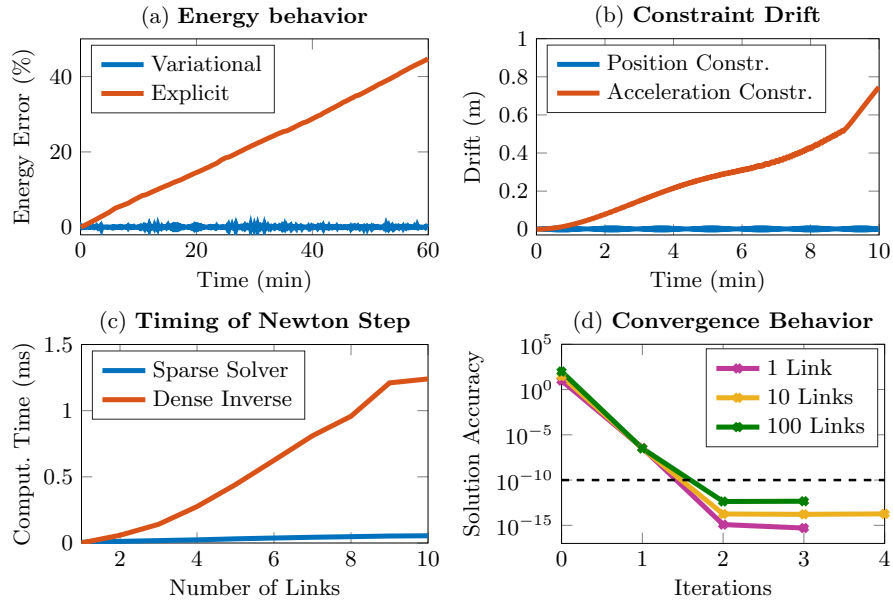 (a) Energy behavior
Energy Error (%)
40
20
0
Variational
Explicit
0
20
40
60
Time (min)
(b) Constraint Drift
Drift (m)
1
0.8
0.6
0.4
0.2
0
Position Constr.
Acceleration Constr.
0
2
4
6
8
10
Time (min)
(c) Timing of Newton Step
Comput. Time (ms)
1.5
1
0.5
0
Sparse Solver
Dense Inverse
2
4
6
8
10
Number of Links
(d) Convergence Behavior
Solution Accuracy
10^5
10^0
10^−5
10^−10
10^−15
1 Link
10 Links
100 Links
0
1
2
3
4
Iterations